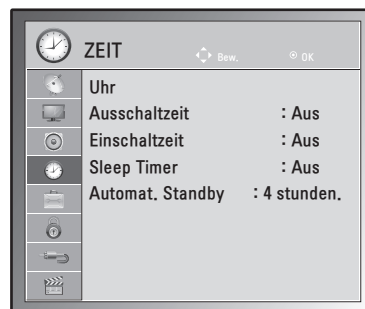 ZEIT Bew. OK
Uhr
Ausschaltzeit : Aus
Einschaltzeit : Aus
Sleep Timer : Aus
Automat. Standby : 4 stunden.